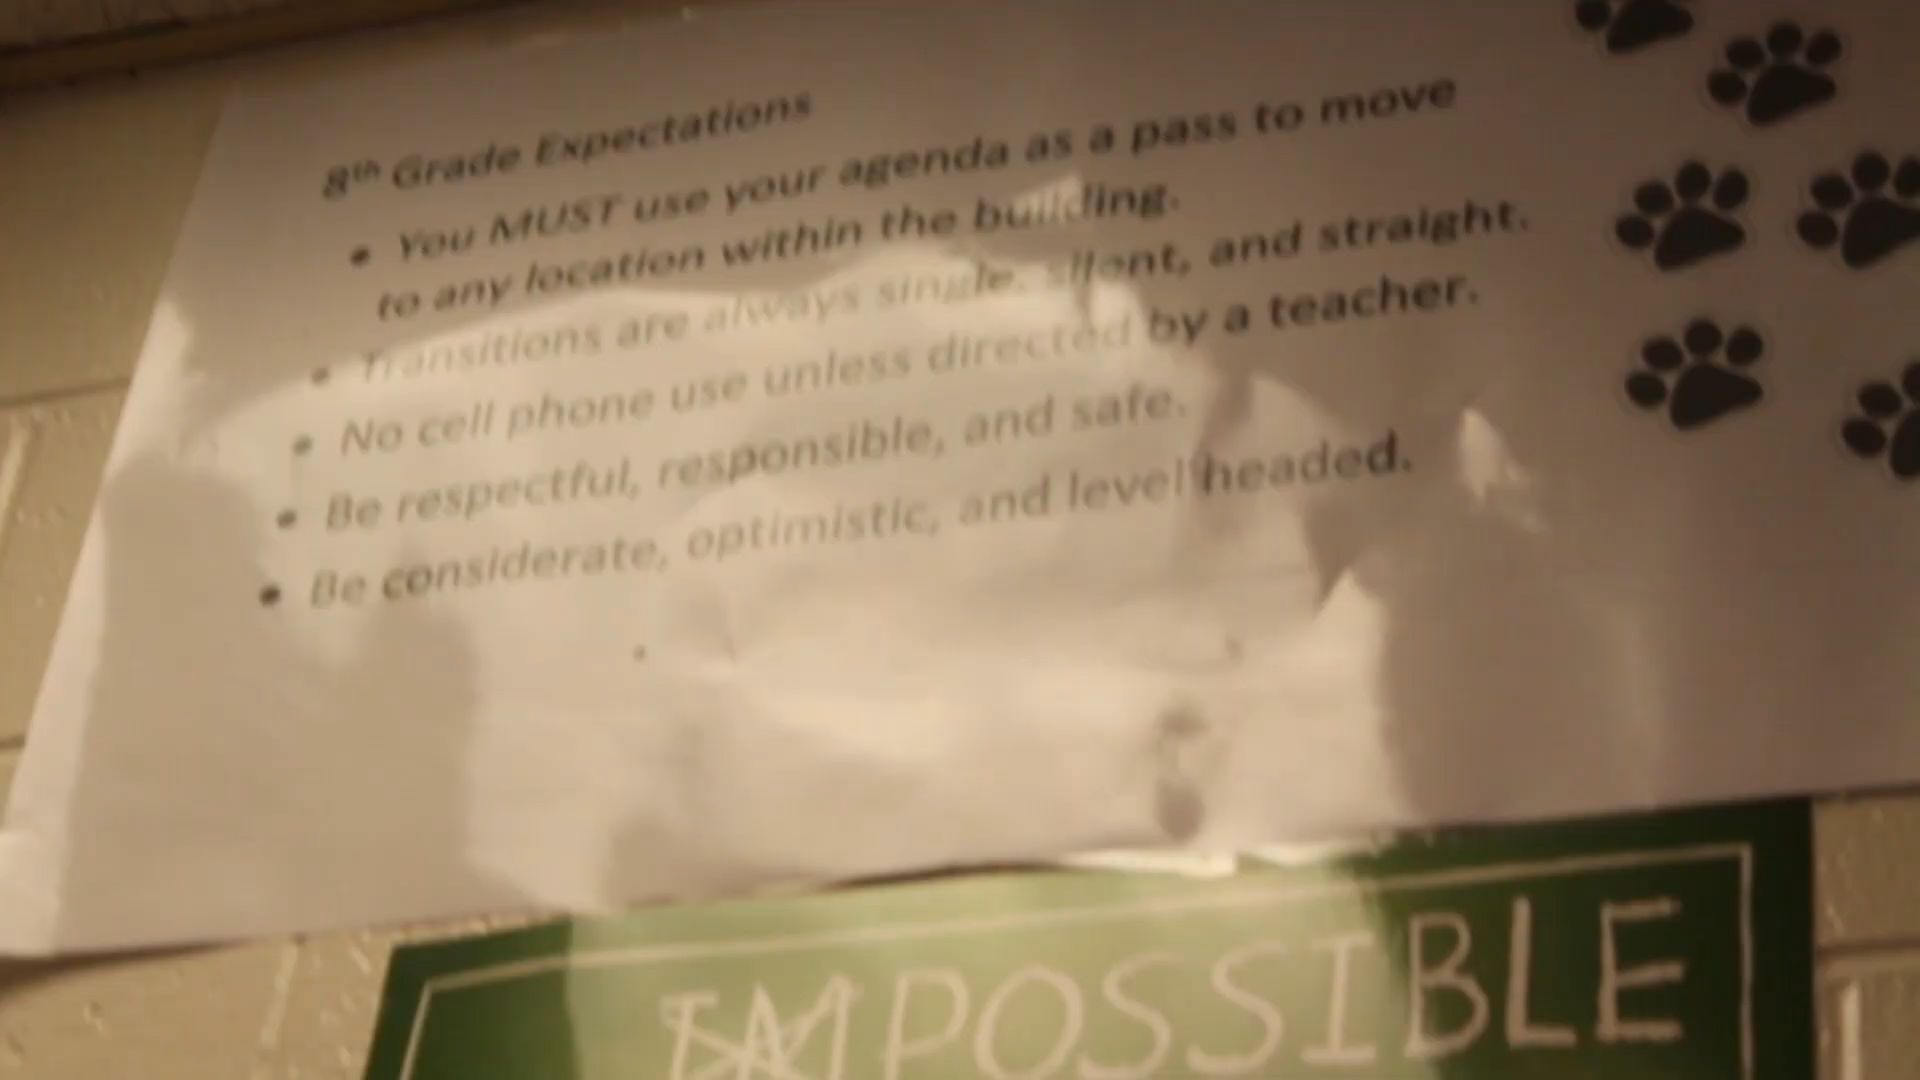 8th Grade Expectations
• You MUST use your agenda as a pass to move
to any location within the building.
• Transitions are always single, silent, and straight.
• No cell phone use unless directed by a teacher.
• Be respectful, responsible, and safe.
• Be considerate, optimistic, and level headed.
IMPOSSIBLE